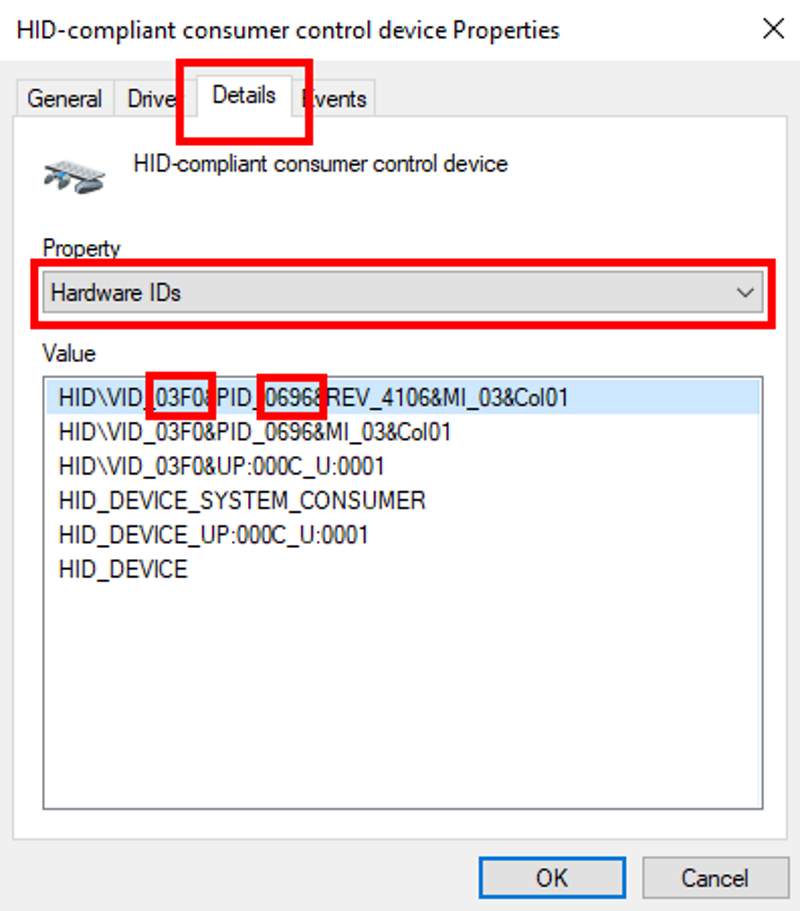 HID-compliant consumer control device Properties
General Driver Details Events
HID-compliant consumer control device
Property
Hardware IDs
Value
HID\VID_03F0&PID_0696&REV_4106&MI_03&Col01
HID\VID_03F0&PID_0696&MI_03&Col01
HID\VID_03F0&UP:000C_U:0001
HID_DEVICE_SYSTEM_CONSUMER
HID_DEVICE_UP:000C_U:0001
HID_DEVICE
OK Cancel